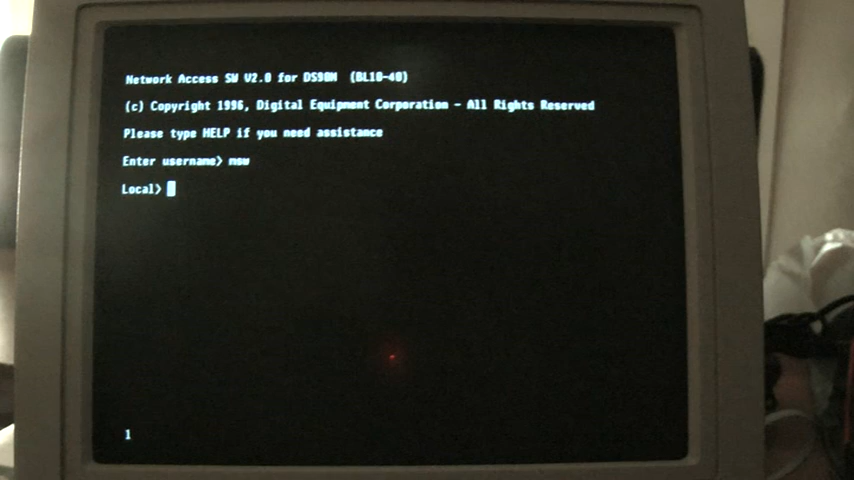 Network Access SW V2.0 for DS90M (BL10-40)
(c) Copyright 1996, Digital Equipment Corporation - All Rights Reserved
Please type HELP if you need assistance
Enter username> msw
Local>
1